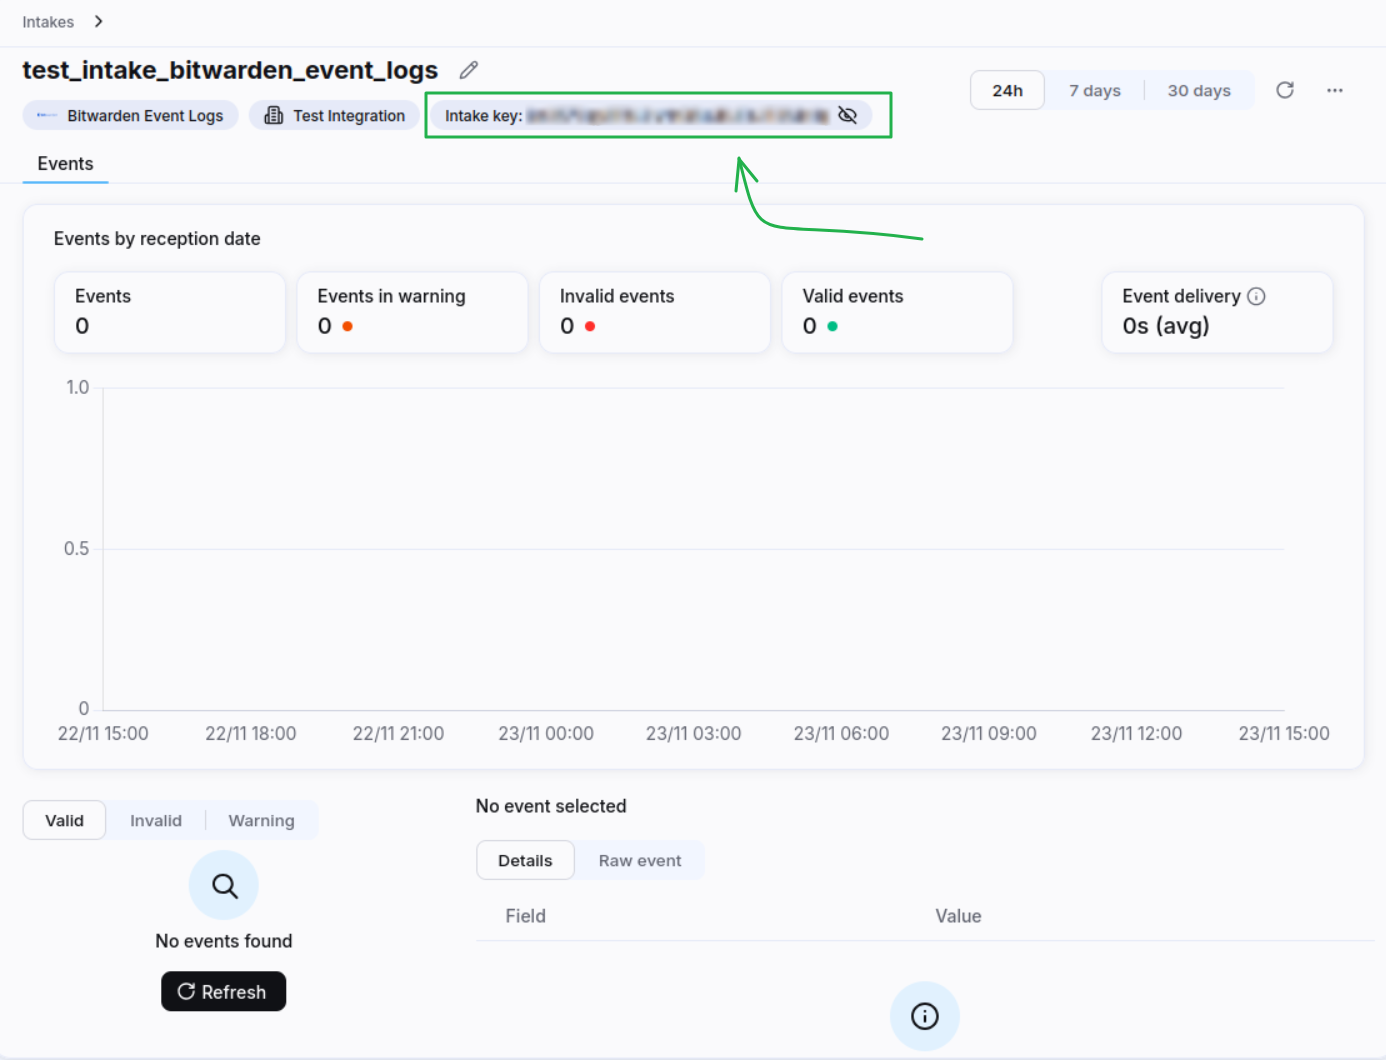 Intakes
test_intake_bitwarden_event_logs
24h 7 days 30 days
Bitwarden Event Logs Test Integration Intake key:
Events
Events by reception date
Events Events in warning Invalid events Valid events Event delivery
0 0 0 0 0s (avg)
1.0
0.5
0
22/11 15:00 22/11 18:00 22/11 21:00 23/11 00:00 23/11 03:00 23/11 06:00 23/11 09:00 23/11 12:00 23/11 15:00
Valid Invalid Warning
No events found
Refresh
No event selected
Details Raw event
Field Value